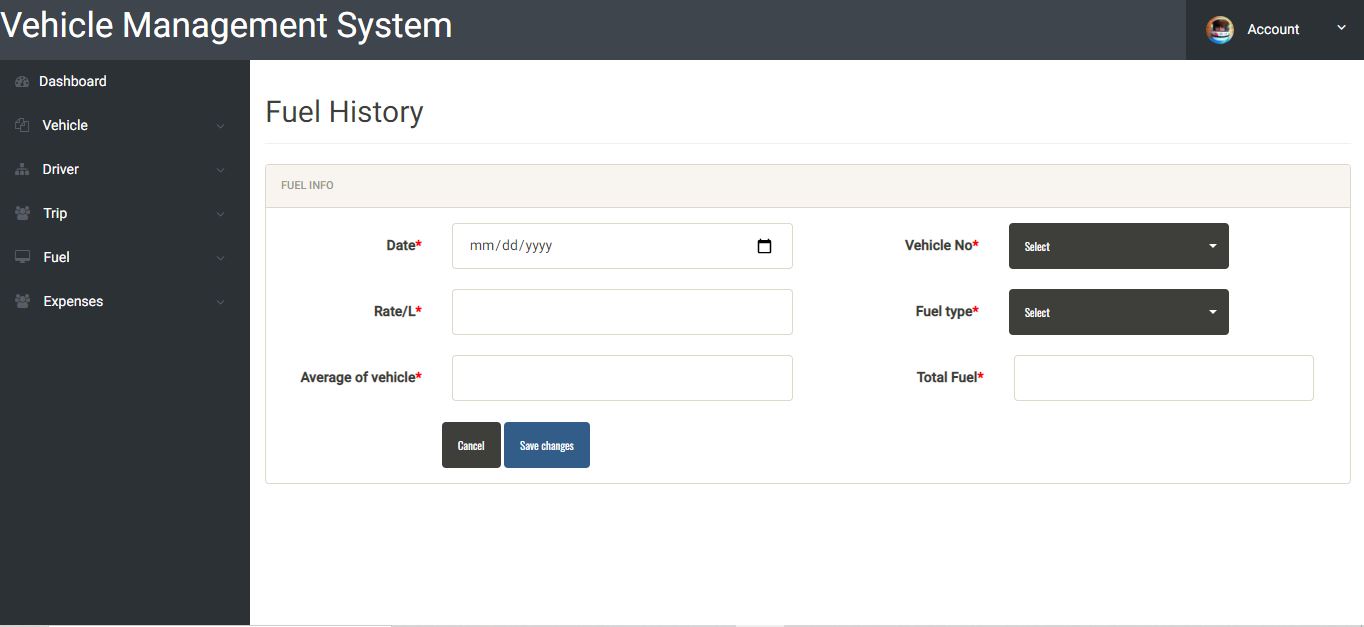 Vehicle Management System
Account
Dashboard
Vehicle
Driver
Trip
Fuel
Expenses
Fuel History
FUEL INFO
Date*
mm/dd/yyyy
Vehicle No*
Select
Rate/L*
Fuel type*
Select
Average of vehicle*
Total Fuel*
Cancel
Save changes